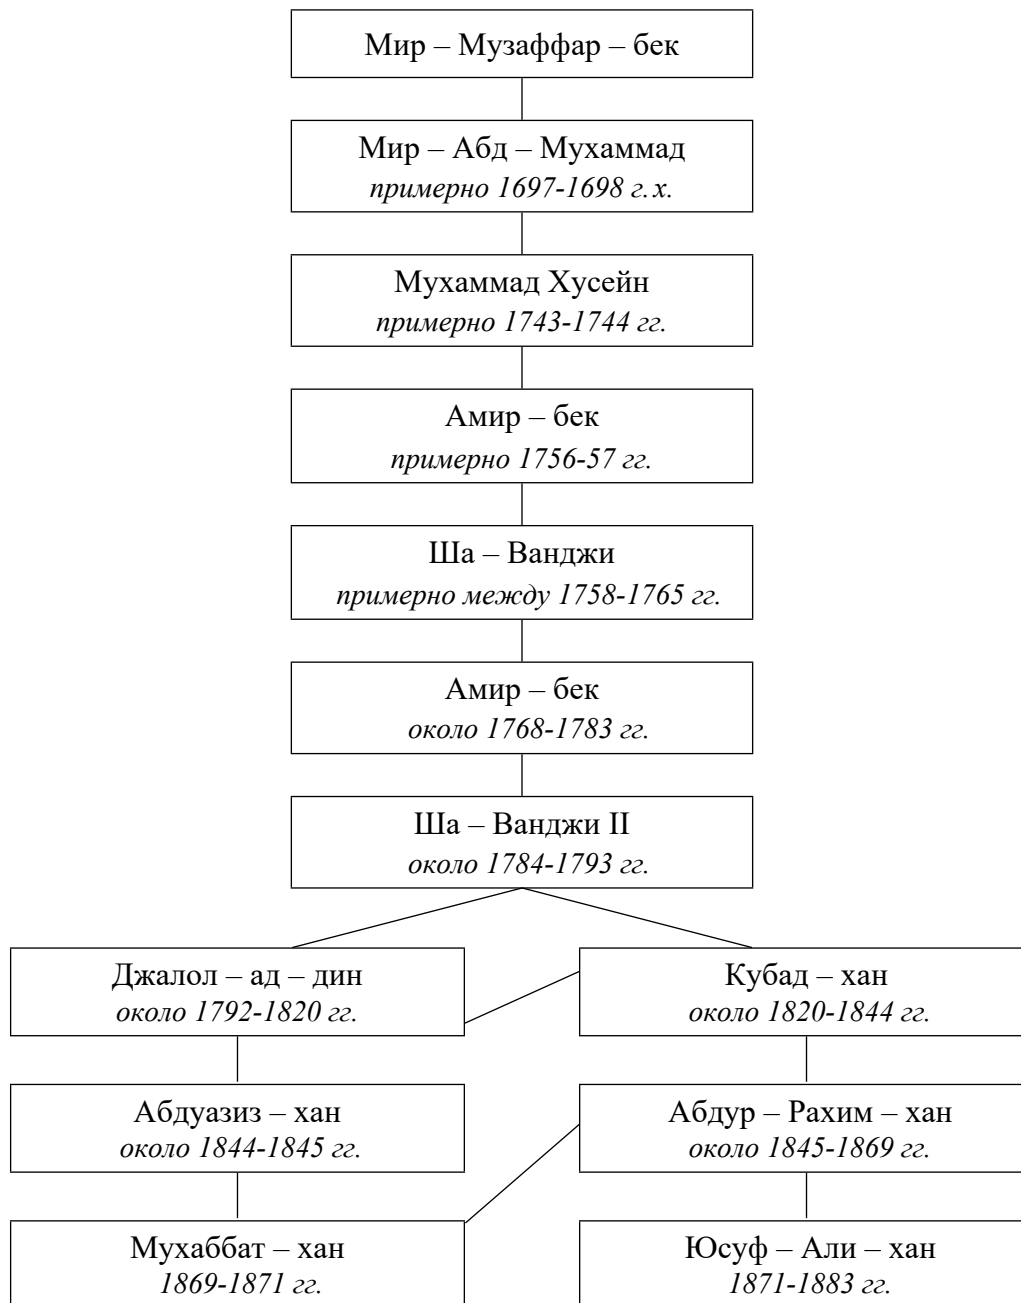 Мир – Музаффар – бек
Мир – Абд – Мухаммад
примерно 1697-1698 г.х.
Мухаммад Хусейн
примерно 1743-1744 гг.
Амир – бек
примерно 1756-57 гг.
Ша – Ванджи
примерно между 1758-1765 гг.
Амир – бек
около 1768-1783 гг.
Ша – Ванджи II
около 1784-1793 гг.
Джалол – ад – дин
около 1792-1820 гг.
Кубад – хан
около 1820-1844 гг.
Абдуазиз – хан
около 1844-1845 гг.
Абдур – Рахим – хан
около 1845-1869 гг.
Мухаббат – хан
1869-1871 гг.
Юсуф – Али – хан
1871-1883 гг.